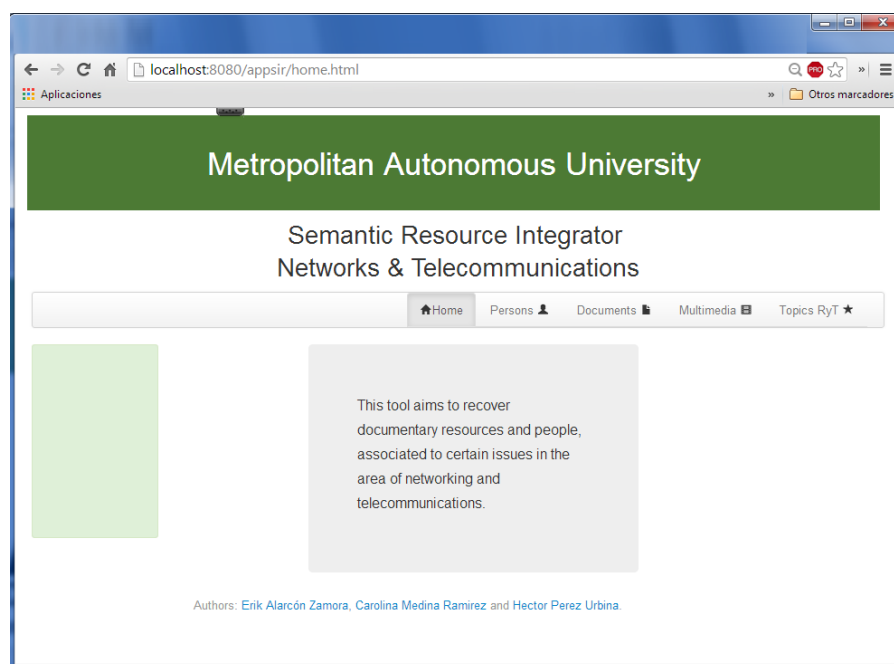 localhost:8080/appsir/home.html
PRO
Aplicaciones
» Otros marcadores
Metropolitan Autonomous University
Semantic Resource Integrator
Networks & Telecommunications
Home Persons Documents Multimedia Topics RyT
This tool aims to recover
documentary resources and people,
associated to certain issues in the
area of networking and
telecommunications.
Authors: Erik Alarcón Zamora, Carolina Medina Ramirez and Hector Perez Urbina.